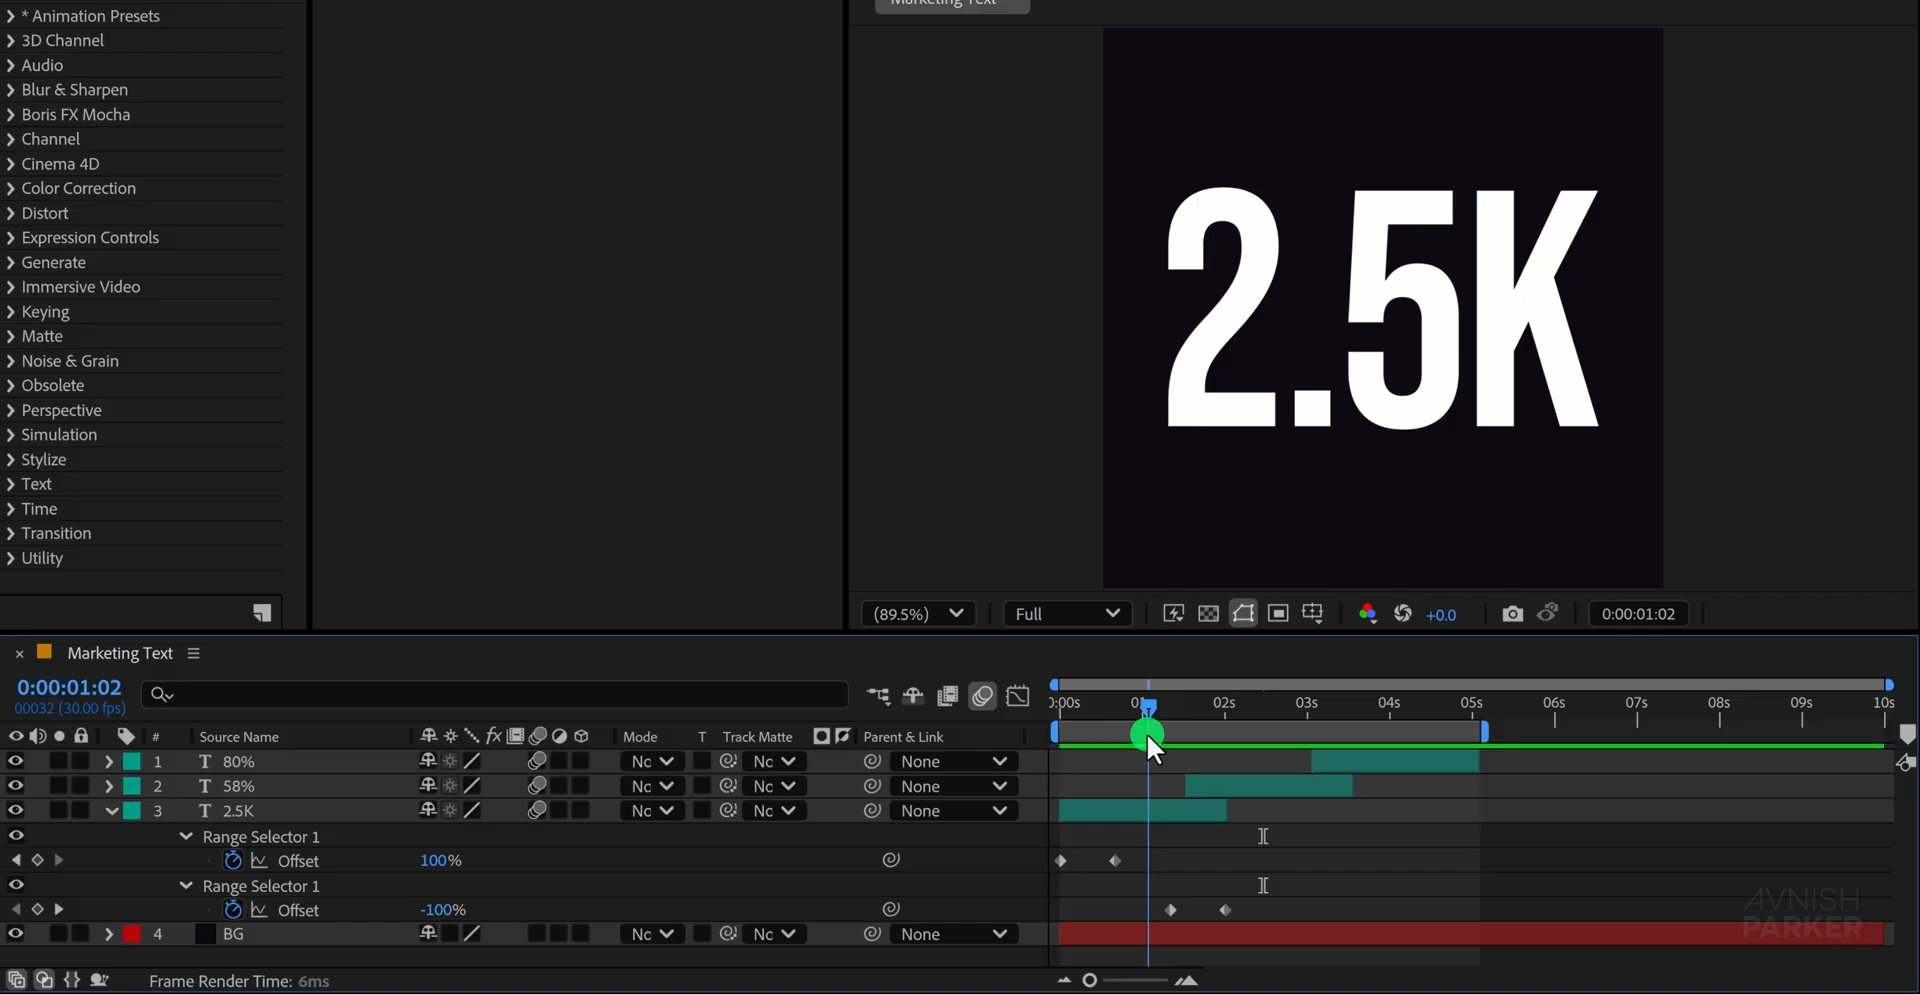 Marketing Text
* Animation Presets
3D Channel
Audio
Blur & Sharpen
Boris FX Mocha
Channel
Cinema 4D
Color Correction
Distort
Expression Controls
Generate
Immersive Video
Keying
Matte
Noise & Grain
Obsolete
Perspective
Simulation
Stylize
Text
Time
Transition
Utility
2.5K
(89.5%) Full +0.0 0:00:01:02
× Marketing Text
0:00:01:02
00032 (30.00 fps)
0:00s 02s 03s 04s 05s 06s 07s 08s 09s 10s
# Source Name fx Mode T Track Matte Parent & Link
1 T 80% Nc Nc None
2 T 58% Nc Nc None
3 T 2.5K Nc Nc None
Range Selector 1
Offset 100%
Range Selector 1
Offset -100%
4 BG Nc Nc None
AVNISH
PARKER
Frame Render Time: 6ms